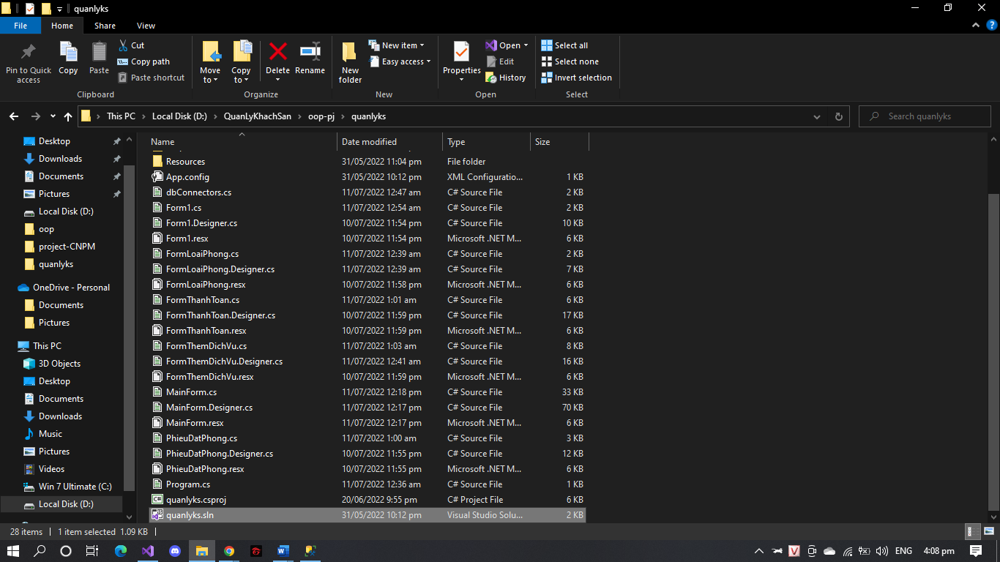 quanlyks
File Home Share View
Pin to Quick access
Copy
Paste
Cut
Copy path
Paste shortcut
Move to
Copy to
Delete
Rename
New folder
New item
Easy access
Properties
Open
Edit
History
Select all
Select none
Invert selection
Clipboard Organize New Open Select
This PC › Local Disk (D:) › QuanLyKhachSan › oop-pj › quanlyks
Search quanlyks
Desktop
Downloads
Documents
Pictures
Local Disk (D:)
oop
project-CNPM
quanlyks
OneDrive - Personal
Documents
Pictures
This PC
3D Objects
Desktop
Documents
Downloads
Music
Pictures
Videos
Win 7 Ultimate (C:)
Local Disk (D:)
Name Date modified Type Size
Resources 31/05/2022 11:04 pm File folder
App.config 31/05/2022 10:12 pm XML Configuratio... 1 KB
dbConnectors.cs 11/07/2022 12:47 am C# Source File 2 KB
Form1.cs 11/07/2022 12:54 am C# Source File 2 KB
Form1.Designer.cs 10/07/2022 11:54 pm C# Source File 10 KB
Form1.resx 10/07/2022 11:54 pm Microsoft .NET M... 6 KB
FormLoaiPhong.cs 11/07/2022 12:39 am C# Source File 2 KB
FormLoaiPhong.Designer.cs 11/07/2022 12:39 am C# Source File 7 KB
FormLoaiPhong.resx 10/07/2022 11:58 pm Microsoft .NET M... 6 KB
FormThanhToan.cs 11/07/2022 1:01 am C# Source File 6 KB
FormThanhToan.Designer.cs 10/07/2022 11:59 pm C# Source File 17 KB
FormThanhToan.resx 10/07/2022 11:59 pm Microsoft .NET M... 6 KB
FormThemDichVu.cs 11/07/2022 1:03 am C# Source File 8 KB
FormThemDichVu.Designer.cs 11/07/2022 12:41 am C# Source File 16 KB
FormThemDichVu.resx 10/07/2022 11:59 pm Microsoft .NET M... 6 KB
MainForm.cs 11/07/2022 12:18 pm C# Source File 33 KB
MainForm.Designer.cs 11/07/2022 12:17 pm C# Source File 70 KB
MainForm.resx 11/07/2022 12:17 pm Microsoft .NET M... 6 KB
PhieuDatPhong.cs 11/07/2022 1:00 am C# Source File 3 KB
PhieuDatPhong.Designer.cs 10/07/2022 11:55 pm C# Source File 12 KB
PhieuDatPhong.resx 10/07/2022 11:55 pm Microsoft .NET M... 6 KB
Program.cs 11/07/2022 12:36 am C# Source File 1 KB
quanlyks.csproj 20/06/2022 9:55 pm C# Project File 6 KB
quanlyks.sln 31/05/2022 10:12 pm Visual Studio Solu... 2 KB
28 items 1 item selected 1.09 KB
ENG 4:08 pm